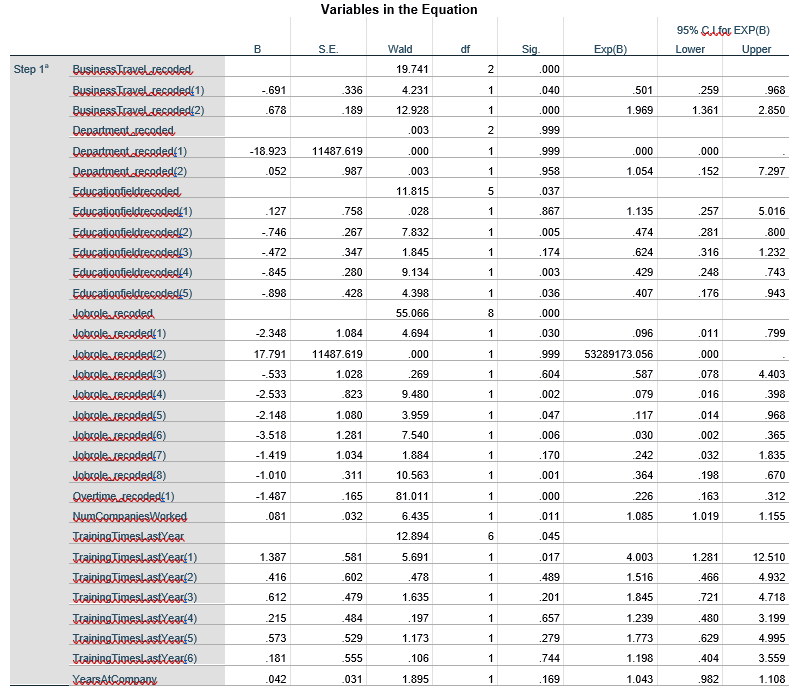 Variables in the Equation
95% C.I.for EXP(B)
B S.E. Wald df Sig. Exp(B) Lower Upper
Step 1ª BusinessTravel_recoded 19.741 2 .000
BusinessTravel_recoded(1) -.691 .336 4.231 1 .040 .501 .259 .968
BusinessTravel_recoded(2) .678 .189 12.928 1 .000 1.969 1.361 2.850
Department_recoded .003 2 .999
Department_recoded(1) -18.923 11487.619 .000 1 .999 .000 .000 .
Department_recoded(2) .052 .987 .003 1 .958 1.054 .152 7.297
Educationfieldrecoded 11.815 5 .037
Educationfieldrecoded(1) .127 .758 .028 1 .867 1.135 .257 5.016
Educationfieldrecoded(2) -.746 .267 7.832 1 .005 .474 .281 .800
Educationfieldrecoded(3) -.472 .347 1.845 1 .174 .624 .316 1.232
Educationfieldrecoded(4) -.845 .280 9.134 1 .003 .429 .248 .743
Educationfieldrecoded(5) -.898 .428 4.398 1 .036 .407 .176 .943
Jobrole_recoded 55.066 8 .000
Jobrole_recoded(1) -2.348 1.084 4.694 1 .030 .096 .011 .799
Jobrole_recoded(2) 17.791 11487.619 .000 1 .999 53289173.056 .000 .
Jobrole_recoded(3) -.533 1.028 .269 1 .604 .587 .078 4.403
Jobrole_recoded(4) -2.533 .823 9.480 1 .002 .079 .016 .398
Jobrole_recoded(5) -2.148 1.080 3.959 1 .047 .117 .014 .968
Jobrole_recoded(6) -3.518 1.281 7.540 1 .006 .030 .002 .365
Jobrole_recoded(7) -1.419 1.034 1.884 1 .170 .242 .032 1.835
Jobrole_recoded(8) -1.010 .311 10.563 1 .001 .364 .198 .670
Overtime_recoded(1) -1.487 .165 81.011 1 .000 .226 .163 .312
NumCompaniesWorked .081 .032 6.435 1 .011 1.085 1.019 1.155
TrainingTimesLastYear 12.894 6 .045
TrainingTimesLastYear(1) 1.387 .581 5.691 1 .017 4.003 1.281 12.510
TrainingTimesLastYear(2) .416 .602 .478 1 .489 1.516 .466 4.932
TrainingTimesLastYear(3) .612 .479 1.635 1 .201 1.845 .721 4.718
TrainingTimesLastYear(4) .215 .484 .197 1 .657 1.239 .480 3.199
TrainingTimesLastYear(5) .573 .529 1.173 1 .279 1.773 .629 4.995
TrainingTimesLastYear(6) .181 .555 .106 1 .744 1.198 .404 3.559
YearsAtCompany .042 .031 1.895 1 .169 1.043 .982 1.108